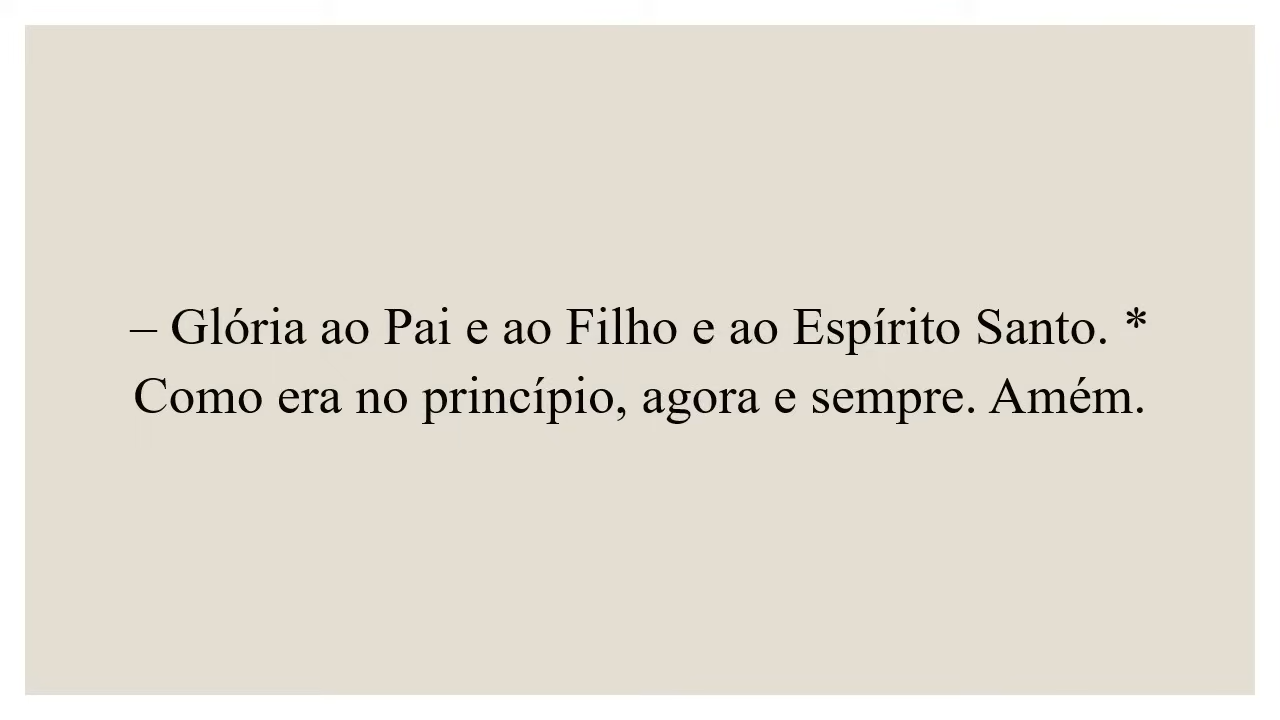 – Glória ao Pai e ao Filho e ao Espírito Santo. *
Como era no princípio, agora e sempre. Amém.